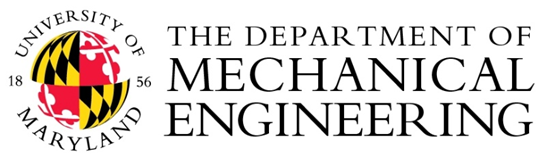 UNIVERSITY OF
18 56
MARYLAND
THE DEPARTMENT OF
MECHANICAL
ENGINEERING